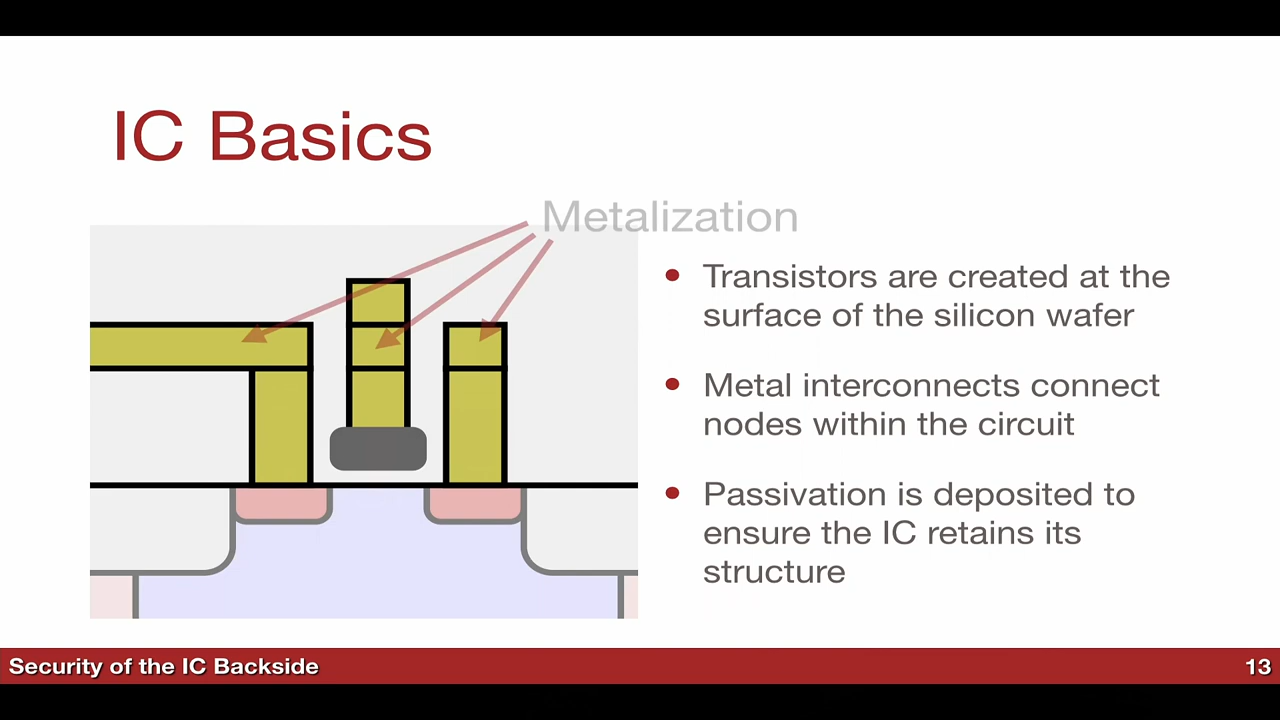 IC Basics
Metalization
• Transistors are created at the
surface of the silicon wafer
• Metal interconnects connect
nodes within the circuit
• Passivation is deposited to
ensure the IC retains its
structure
Security of the IC Backside
13